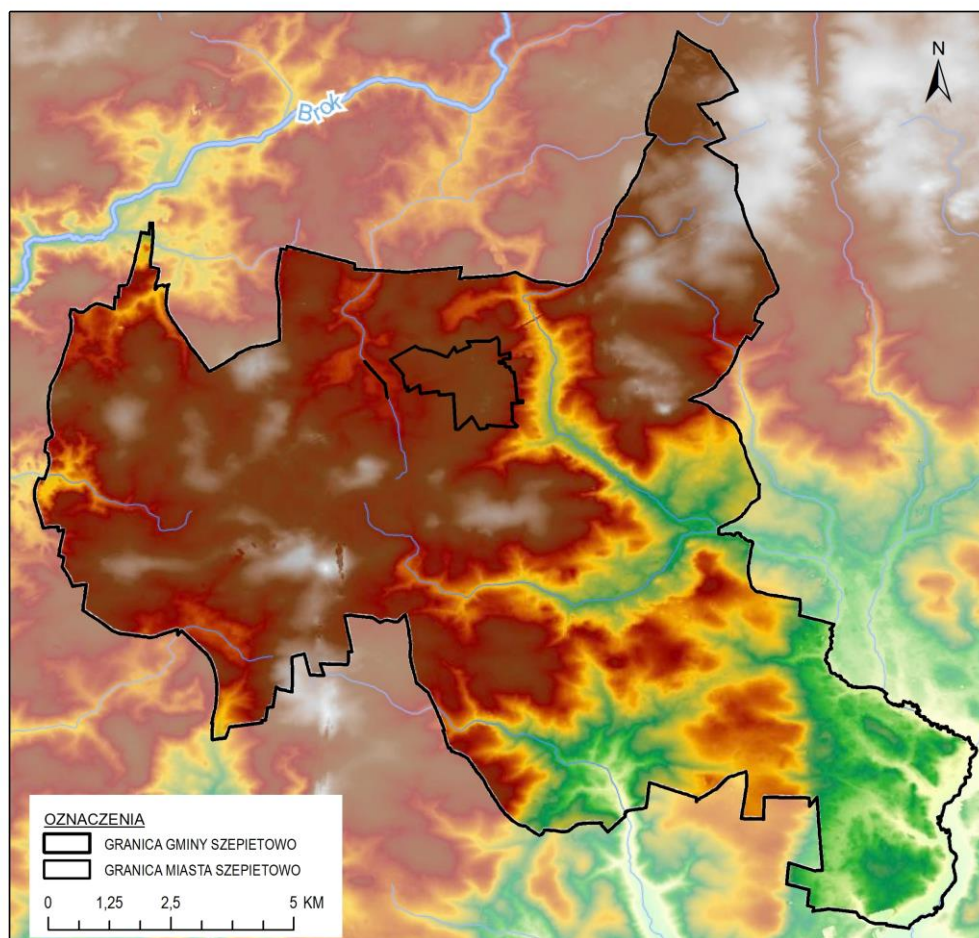 N
Brok
OZNACZENIA
GRANICA GMINY SZEPIETOWO
GRANICA MIASTA SZEPIETOWO
0 1,25 2,5 5 KM